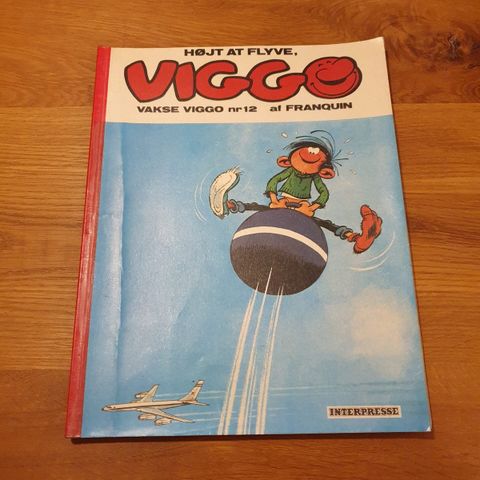 HØJT AT FLYVE,
VIGGO
VAKSE VIGGO nr 12 af FRANQUIN
INTERPRESSE